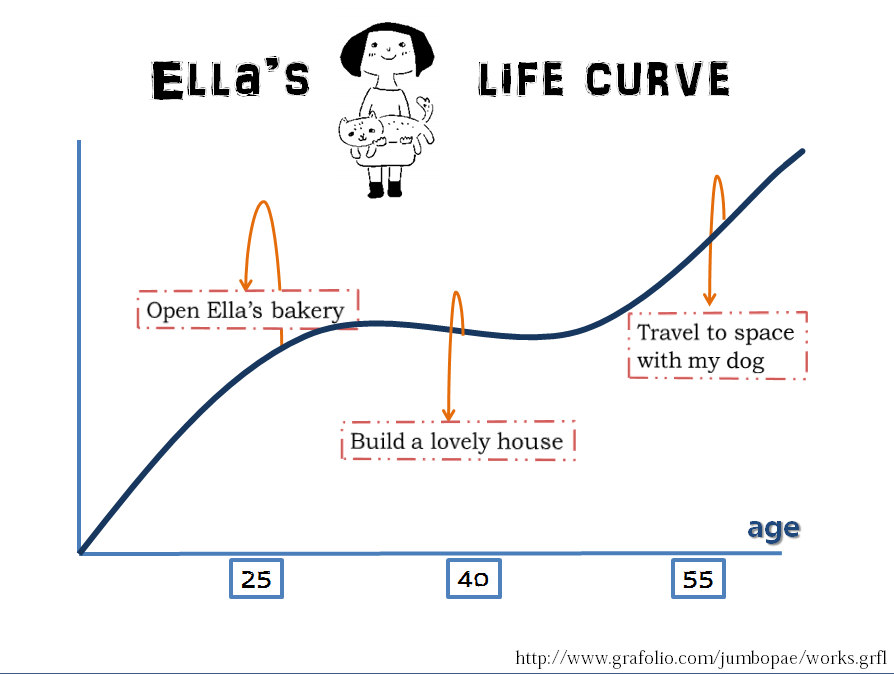 Ella's LiFE CURVE
Open Ella's bakery
Travel to space
with my dog
Build a lovely house
age
25 40 55
http://www.grafolio.com/jumbopae/works.grfl